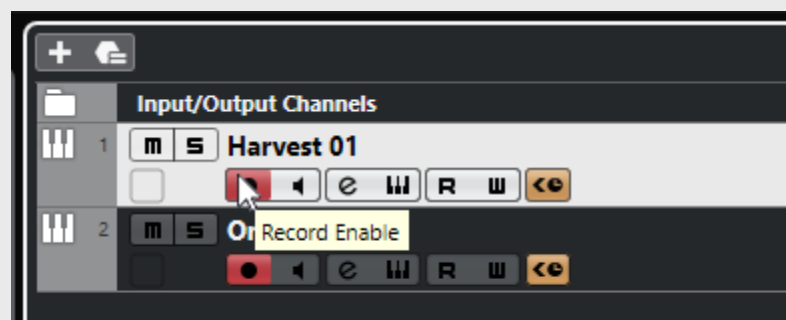 Input/Output Channels
1 m s Harvest 01
e R W
2 m s
Record Enable
e R W